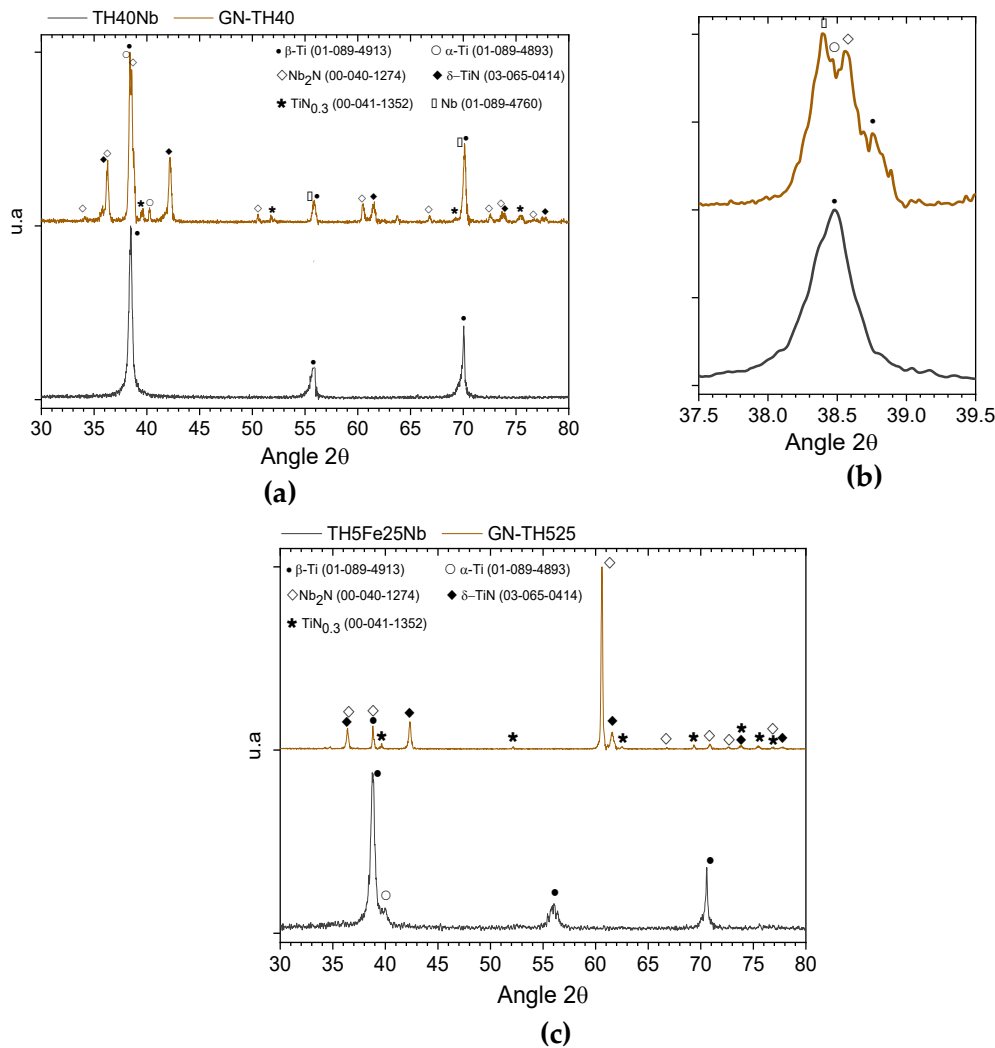 TH40Nb GN-TH40
• β-Ti (01-089-4913) ○ α-Ti (01-089-4893)
◇ Nb2N (00-040-1274) ◆ δ–TiN (03-065-0414)
* TiN0.3 (00-041-1352) ▯ Nb (01-089-4760)
u.a
30 35 40 45 50 55 60 65 70 75 80
Angle 2θ
(a)
37.5 38.0 38.5 39.0 39.5
Angle 2θ
(b)
TH5Fe25Nb GN-TH525
• β-Ti (01-089-4913) ○ α-Ti (01-089-4893)
◇ Nb2N (00-040-1274) ◆ δ–TiN (03-065-0414)
* TiN0.3 (00-041-1352)
u.a
30 35 40 45 50 55 60 65 70 75 80
Angle 2θ
(c)